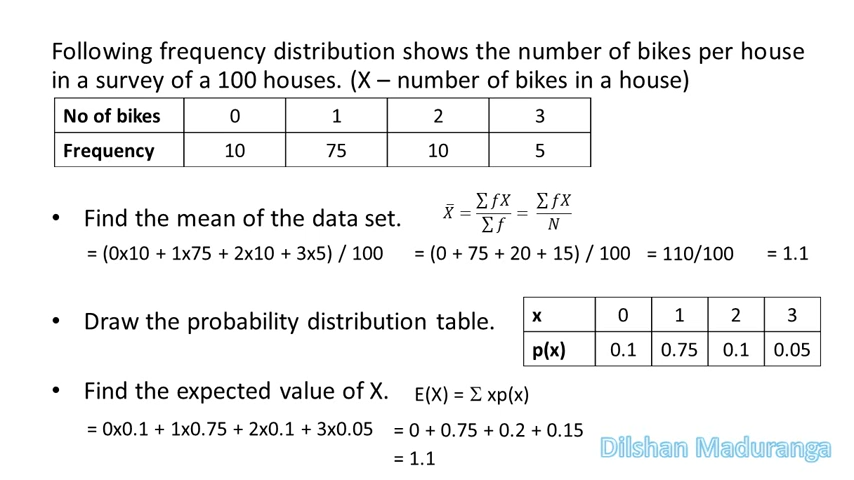 Following frequency distribution shows the number of bikes per house
in a survey of a 100 houses. (X – number of bikes in a house)
No of bikes 0 1 2 3
Frequency 10 75 10 5
• Find the mean of the data set. X̄ = ∑ fX / ∑ f = ∑ fX / N
= (0x10 + 1x75 + 2x10 + 3x5) / 100 = (0 + 75 + 20 + 15) / 100 = 110/100 = 1.1
• Draw the probability distribution table.
x 0 1 2 3
p(x) 0.1 0.75 0.1 0.05
• Find the expected value of X. E(X) = Σ xp(x)
= 0x0.1 + 1x0.75 + 2x0.1 + 3x0.05 = 0 + 0.75 + 0.2 + 0.15
= 1.1
Dilshan Maduranga